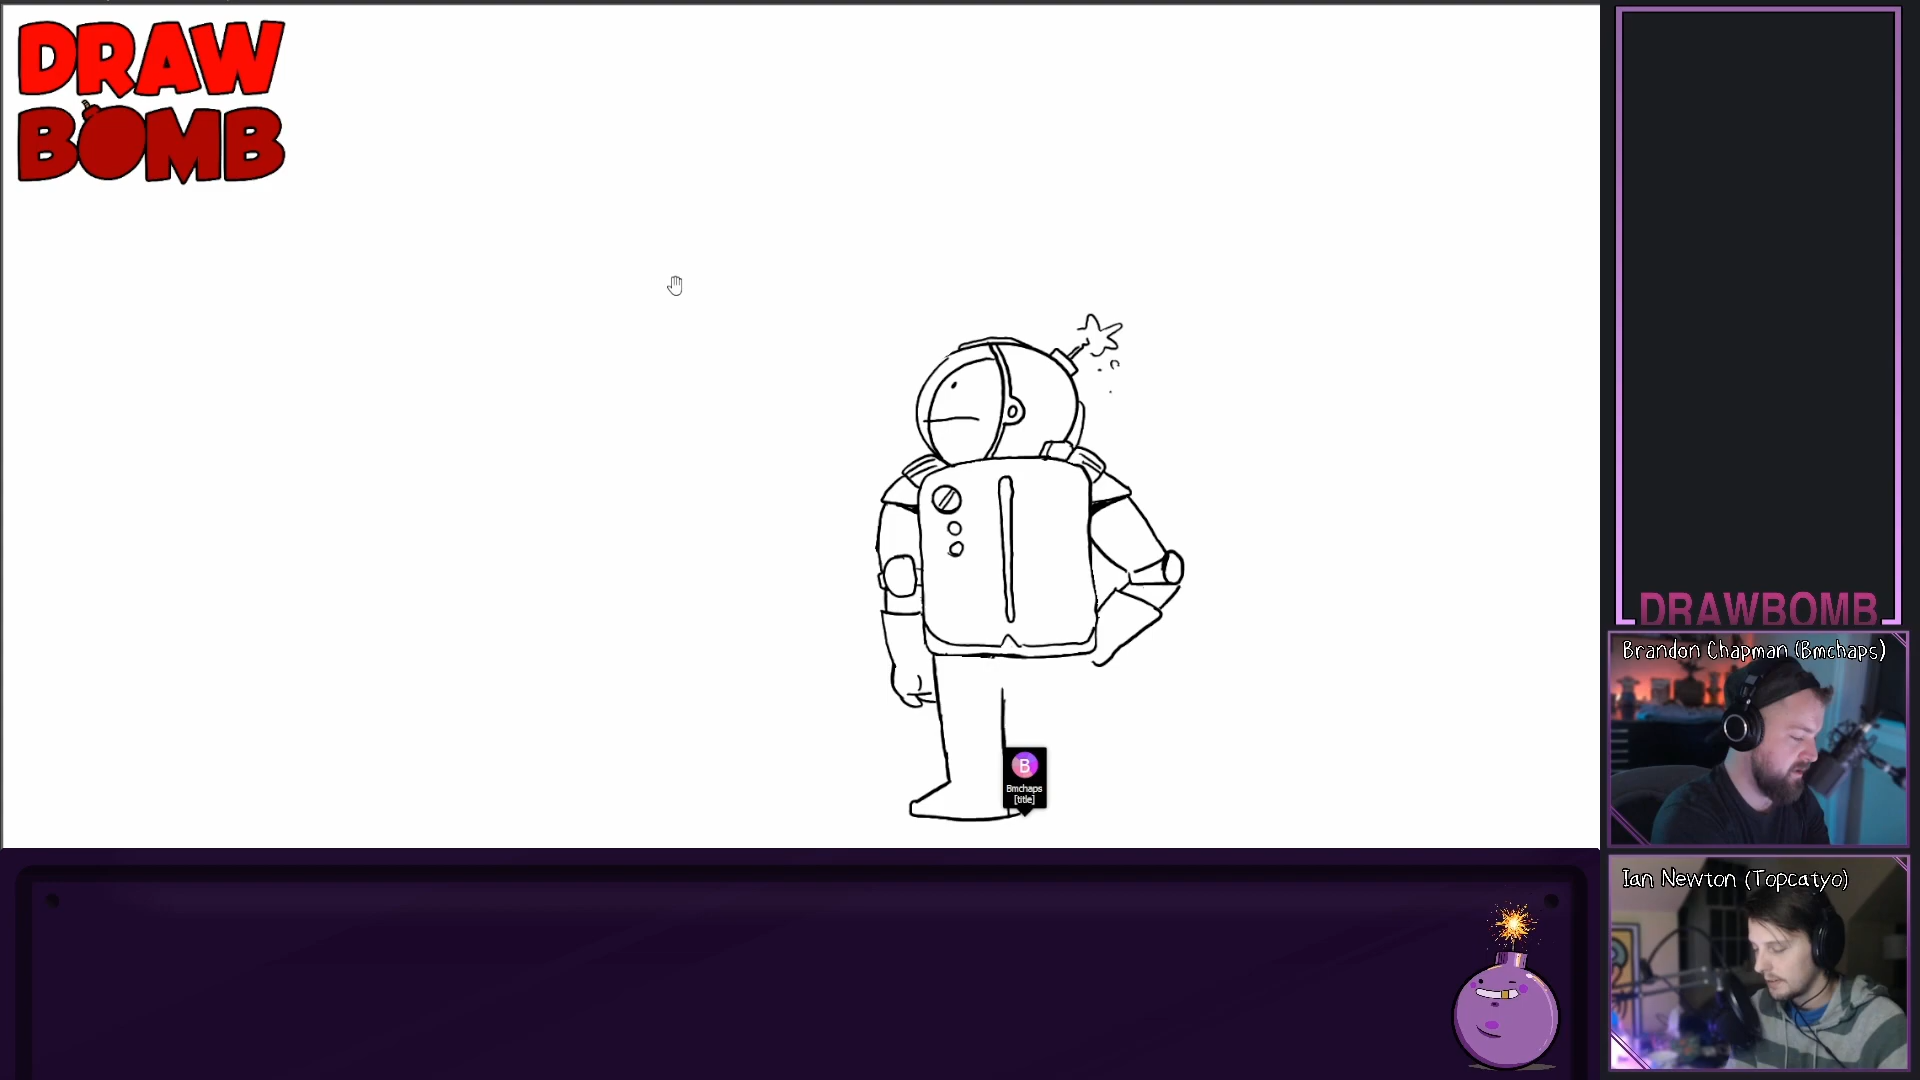 DRAW
BOMB
B
Bmchaps
[title]
DRAWBOMB
Brandon Chapman (Bmchaps)
Ian Newton (Topcatyo)